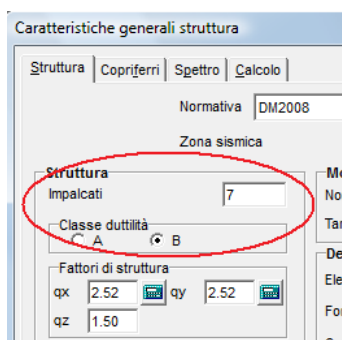 Caratteristiche generali struttura
Struttura Copriferri Spettro Calcolo
Normativa DM2008
Zona sismica
Struttura
Impalcati 7
Classe duttilità
A B
Fattori di struttura
qx 2.52 qy 2.52
qz 1.50